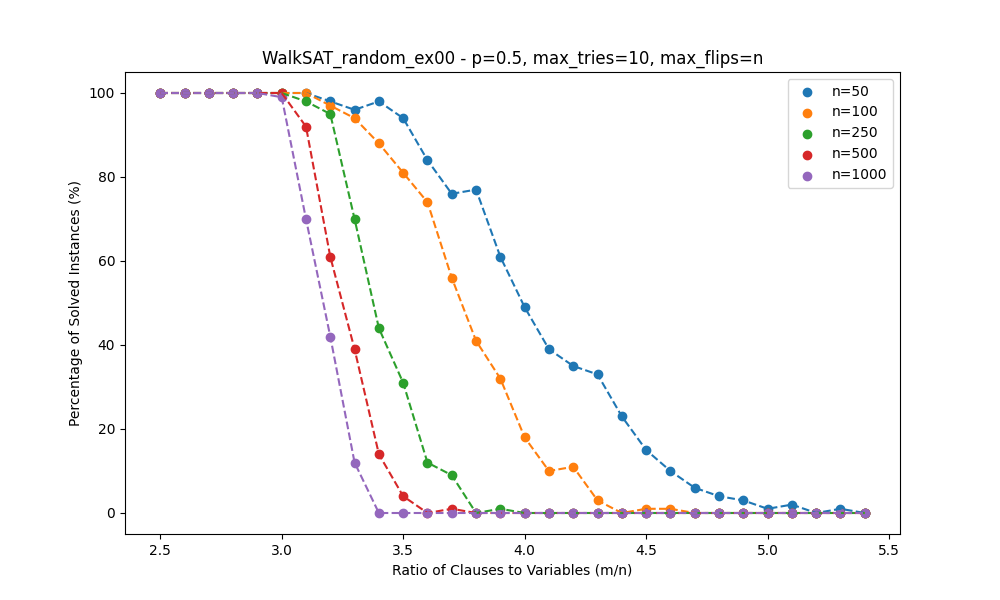 WalkSAT_random_ex00 - p=0.5, max_tries=10, max_flips=n
Percentage of Solved Instances (%)
100
80
60
40
20
0
n=50
n=100
n=250
n=500
n=1000
2.5 3.0 3.5 4.0 4.5 5.0 5.5
Ratio of Clauses to Variables (m/n)